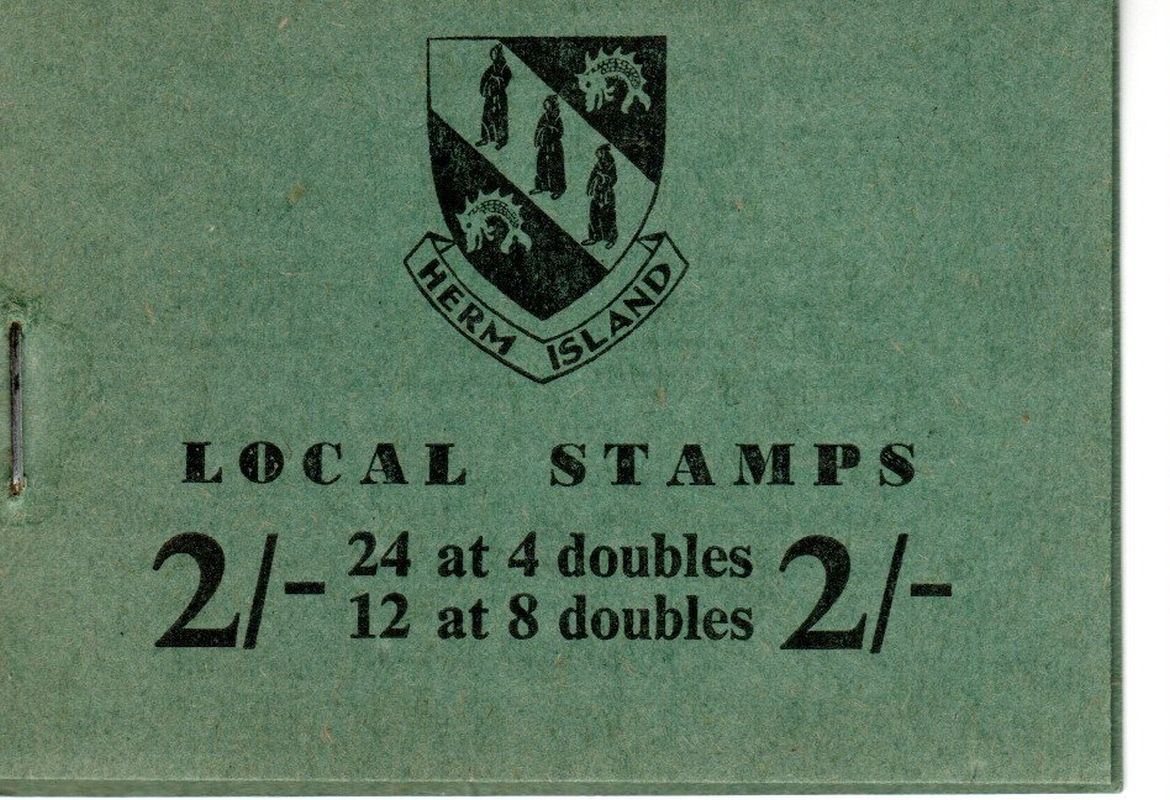 HERM ISLAND
LOCAL STAMPS
2/- 24 at 4 doubles 2/-
12 at 8 doubles